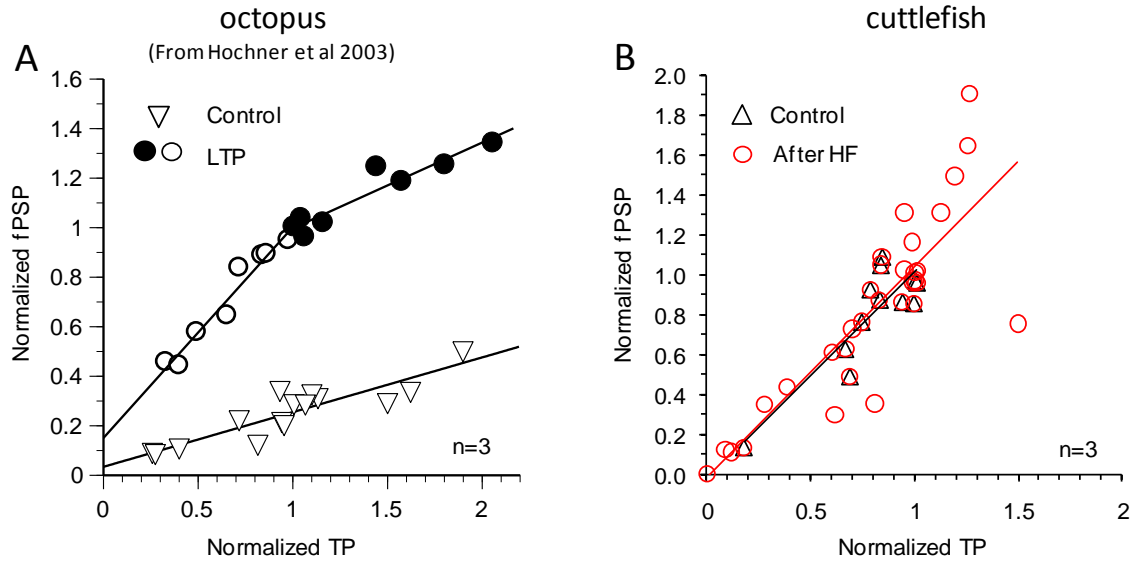 octopus
(From Hochner et al 2003)
A
1.6
1.4
1.2
1
0.8
0.6
0.4
0.2
0
Normalized fPSP
Control
LTP
n=3
0
0.5
1
1.5
2
Normalized TP
cuttlefish
B
2.0
1.8
1.6
1.4
1.2
1.0
0.8
0.6
0.4
0.2
0.0
Normalized fPSP
Control
After HF
n=3
0
0.5
1
1.5
2
Normalized TP